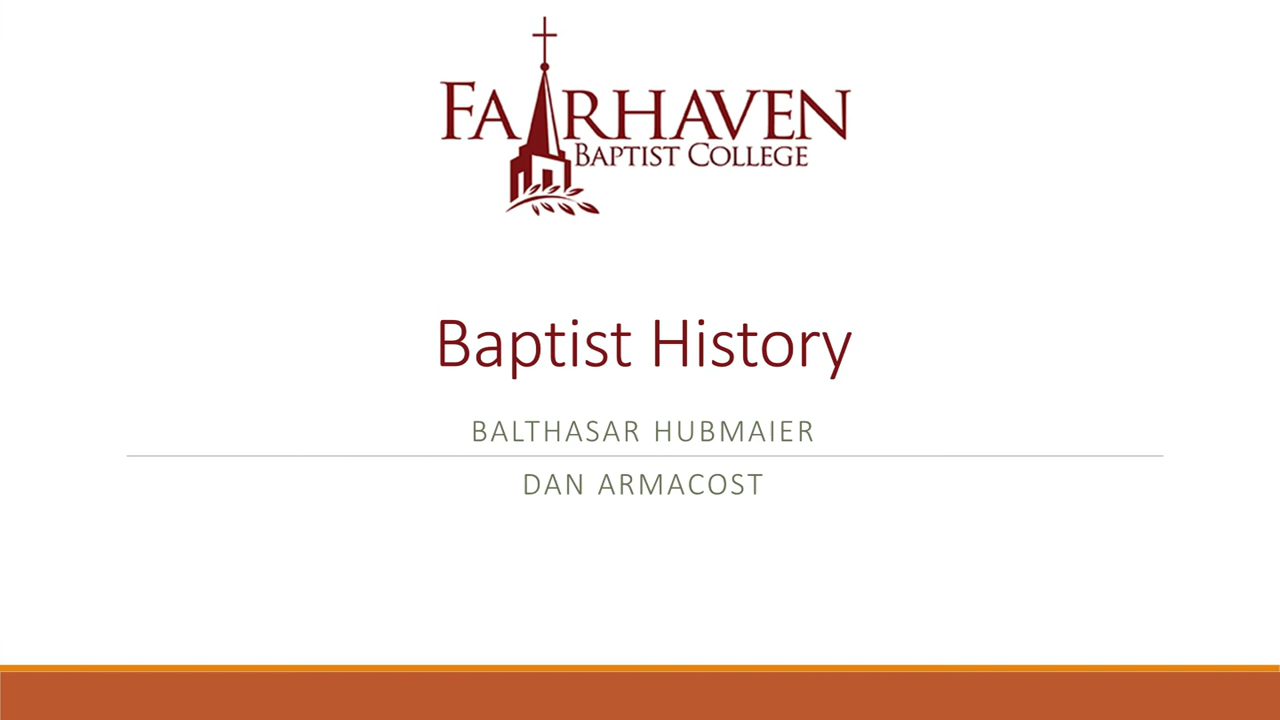 FAIRHAVEN
BAPTIST COLLEGE
Baptist History
BALTHASAR HUBMAIER
DAN ARMACOST